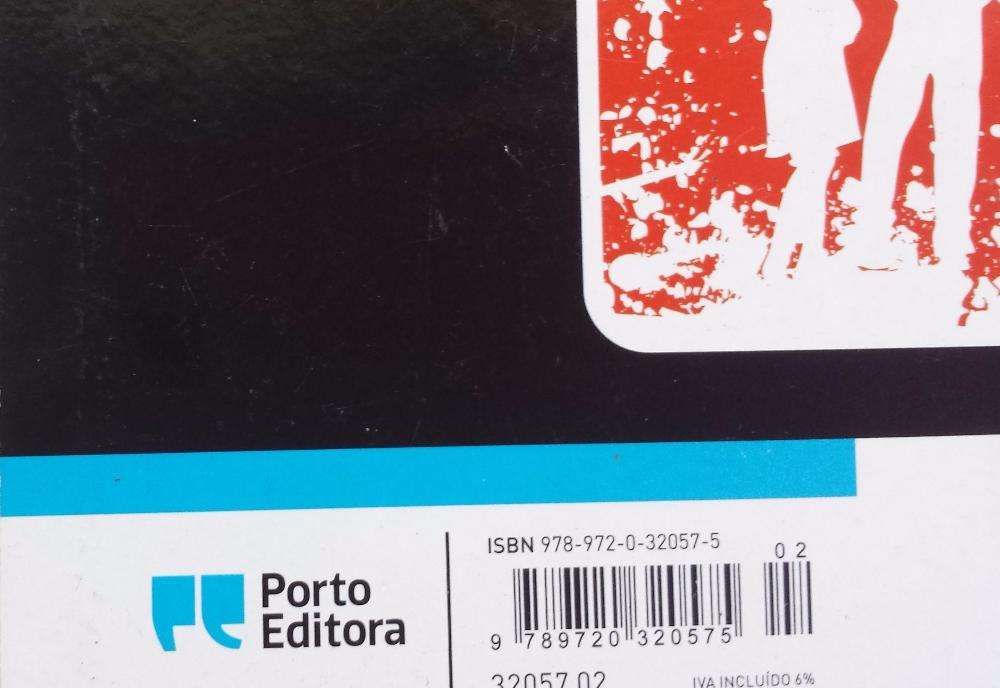 Porto
Editora
ISBN 978-972-0-32057-5
0 2
9 789720 320575
32057.02
IVA INCLUÍDO 6%